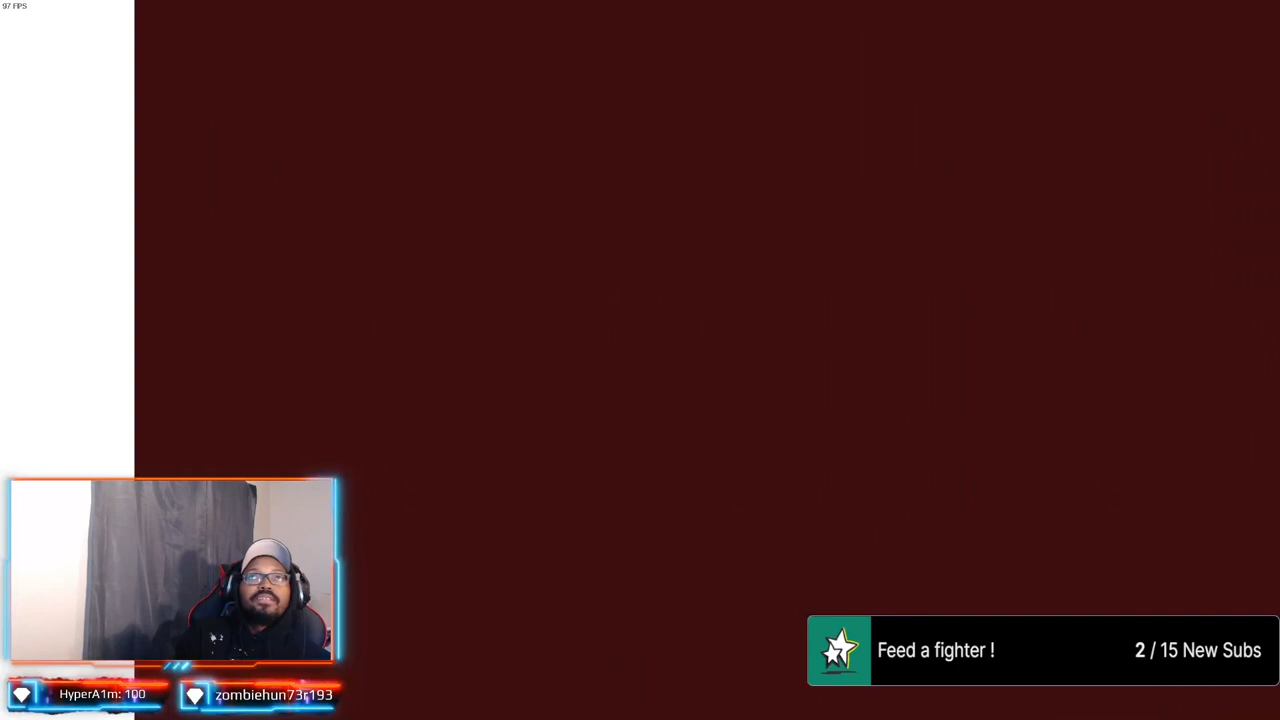 97 FPS
Feed a fighter !
2 / 15 New Subs
HyperA1m: 100
zombiehun73r193